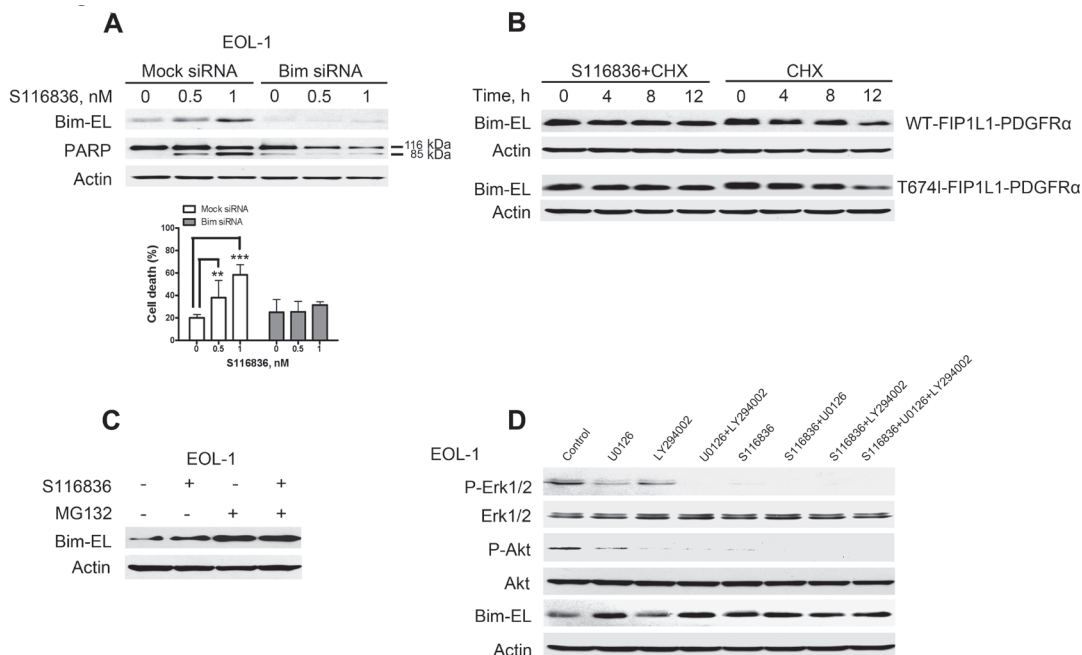 A
EOL-1
Mock siRNA Bim siRNA
S116836, nM 0 0.5 1 0 0.5 1
Bim-EL
PARP 116 kDa
85 kDa
Actin
Mock siRNA
Bim siRNA
Cell death (%)
100
80
60
40
20
0
** ***
0 0.5 1 0 0.5 1
S116836, nM
B
S116836+CHX CHX
Time, h 0 4 8 12 0 4 8 12
Bim-EL WT-FIP1L1-PDGFRα
Actin
Bim-EL T674I-FIP1L1-PDGFRα
Actin
C
EOL-1
S116836 - + - +
MG132 - - + +
Bim-EL
Actin
D
EOL-1
Control
U0126
LY294002
U0126+LY294002
S116836
S116836+U0126
S116836+LY294002
S116836+U0126+LY294002
P-Erk1/2
Erk1/2
P-Akt
Akt
Bim-EL
Actin